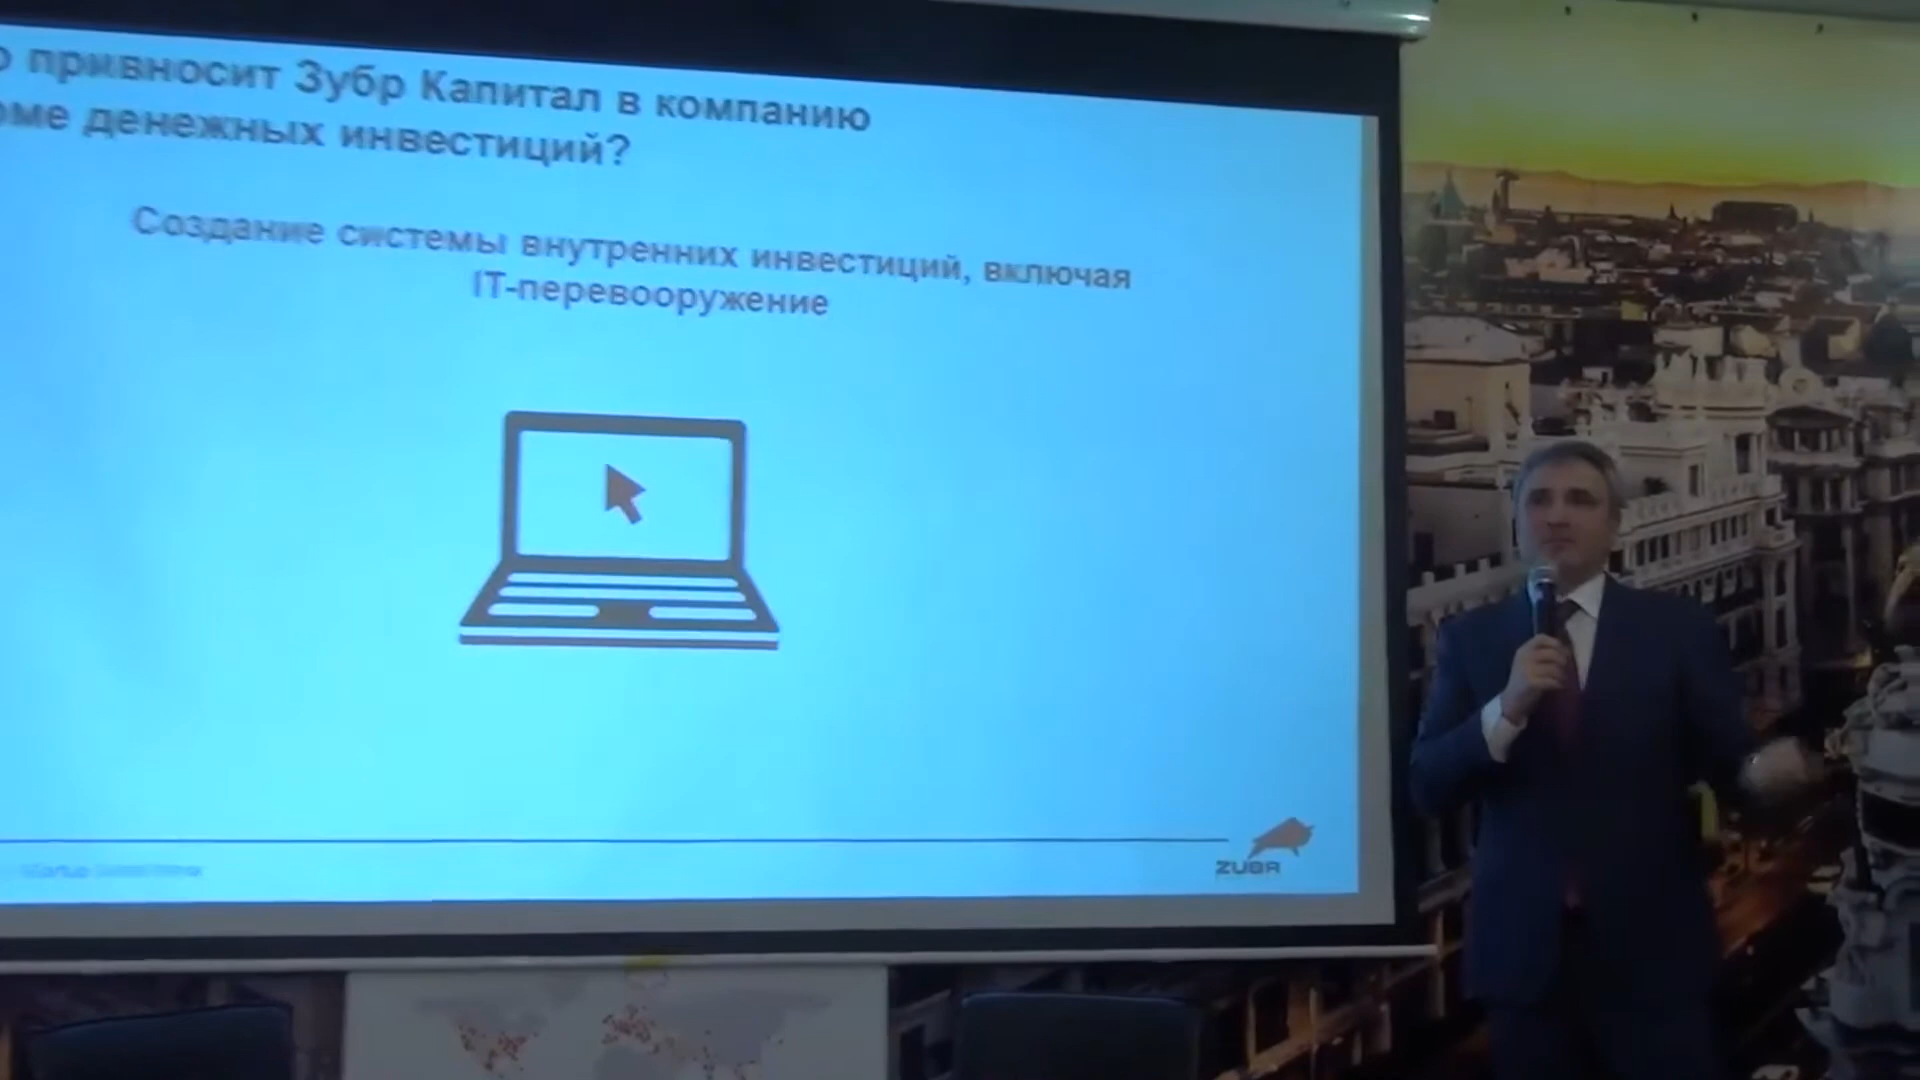 привносит Зубр Капитал в компанию
денежных инвестиций?
Создание системы внутренних инвестиций, включая
IT-перевооружение
ZUBR